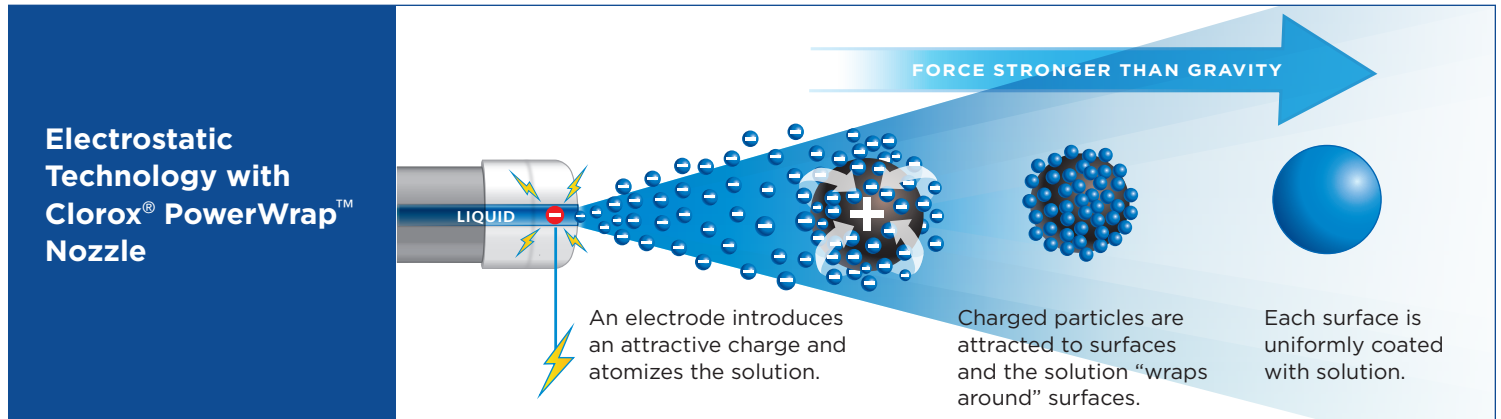 Electrostatic
Technology with
Clorox® PowerWrap™
Nozzle
FORCE STRONGER THAN GRAVITY
LIQUID
An electrode introduces
an attractive charge and
atomizes the solution.
Charged particles are
attracted to surfaces
and the solution “wraps
around” surfaces.
Each surface is
uniformly coated
with solution.